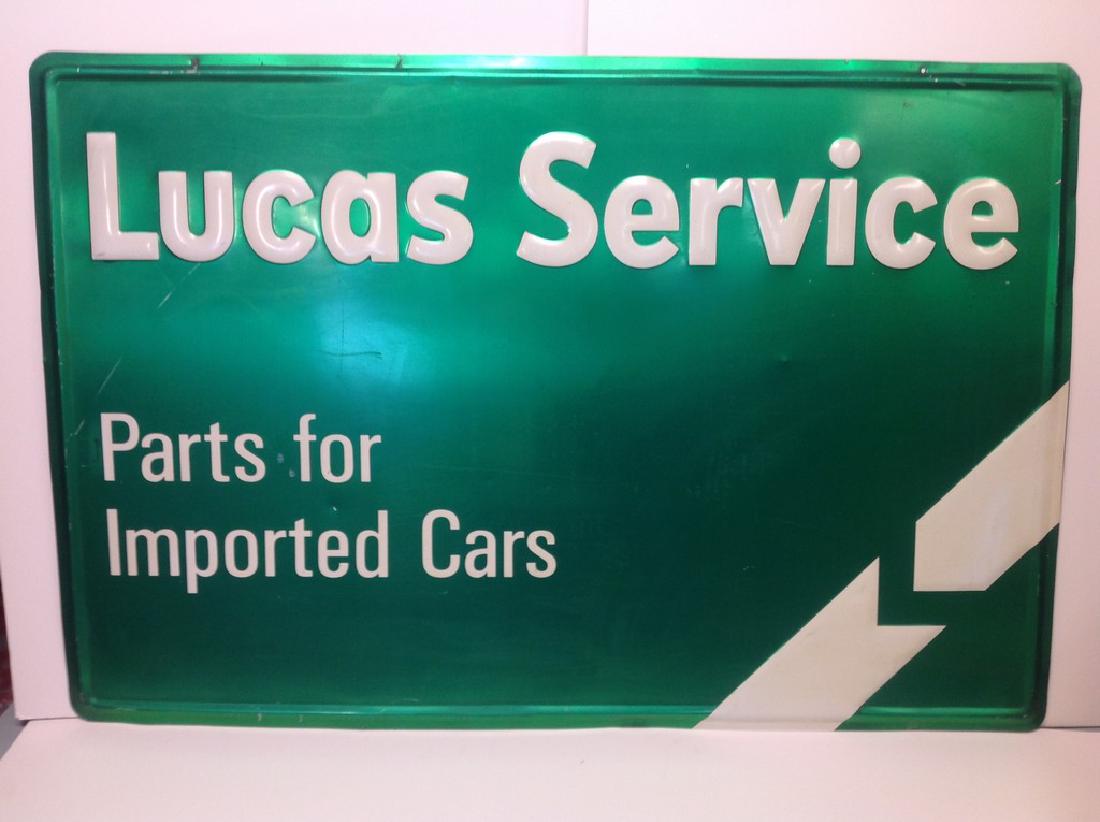 Lucas Service
Parts for
Imported Cars